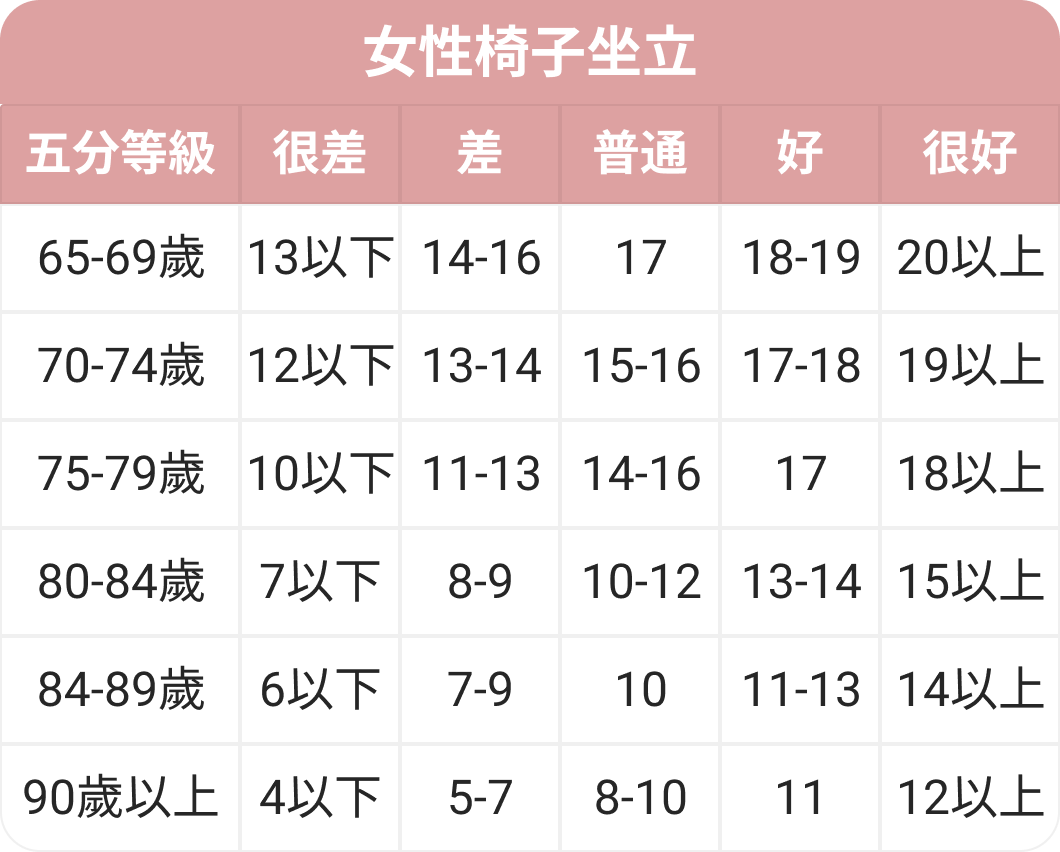 女性椅子坐立
五分等級 很差 差 普通 好 很好
65-69歲 13以下 14-16 17 18-19 20以上
70-74歲 12以下 13-14 15-16 17-18 19以上
75-79歲 10以下 11-13 14-16 17 18以上
80-84歲 7以下 8-9 10-12 13-14 15以上
84-89歲 6以下 7-9 10 11-13 14以上
90歲以上 4以下 5-7 8-10 11 12以上